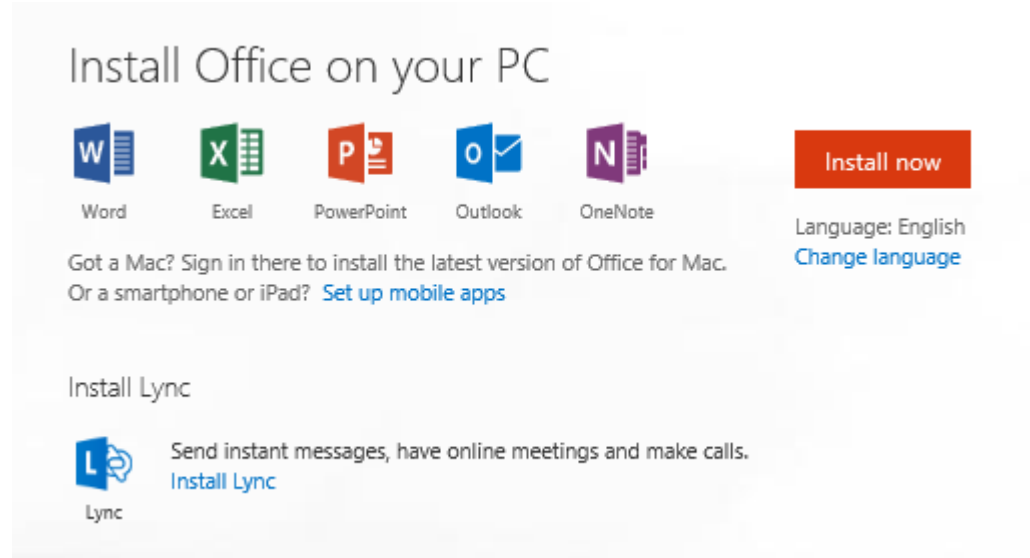 Install Office on your PC
Word Excel PowerPoint Outlook OneNote
Install now
Language: English
Change language
Got a Mac? Sign in there to install the latest version of Office for Mac.
Or a smartphone or iPad? Set up mobile apps
Install Lync
Send instant messages, have online meetings and make calls.
Install Lync
Lync